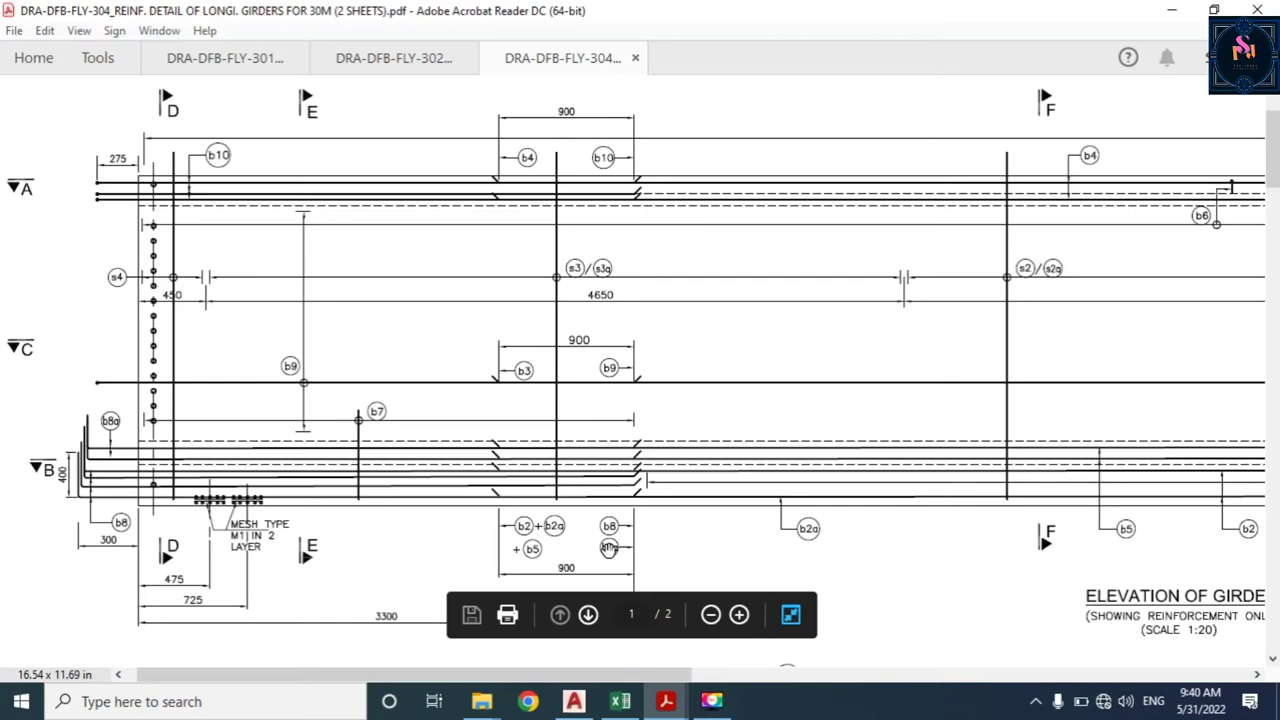 DRA-DFB-FLY-304_REINF. DETAIL OF LONGI. GIRDERS FOR 30M (2 SHEETS).pdf - Adobe Acrobat Reader DC (64-bit)
File Edit View Sign Window Help
Home Tools DRA-DFB-FLY-301... DRA-DFB-FLY-302... DRA-DFB-FLY-304... ×
D E 900 F
275 b10 b4 b10 b4
A
b6
s4 s3/s3a s2/s2a
450 4650
C 900
b9 b3 b9
b7
b8a
B 400
b8 MESH TYPE b2+b2a b8 b2a b5 b2
M1 IN 2 + b5
LAYER
300 D E 900 F
475
725
3300
ELEVATION OF GIRDE
(SHOWING REINFORCEMENT ONL
(SCALE 1:20)
1 / 2
16.54 x 11.69 in
Type here to search
ENG
9:40 AM
5/31/2022